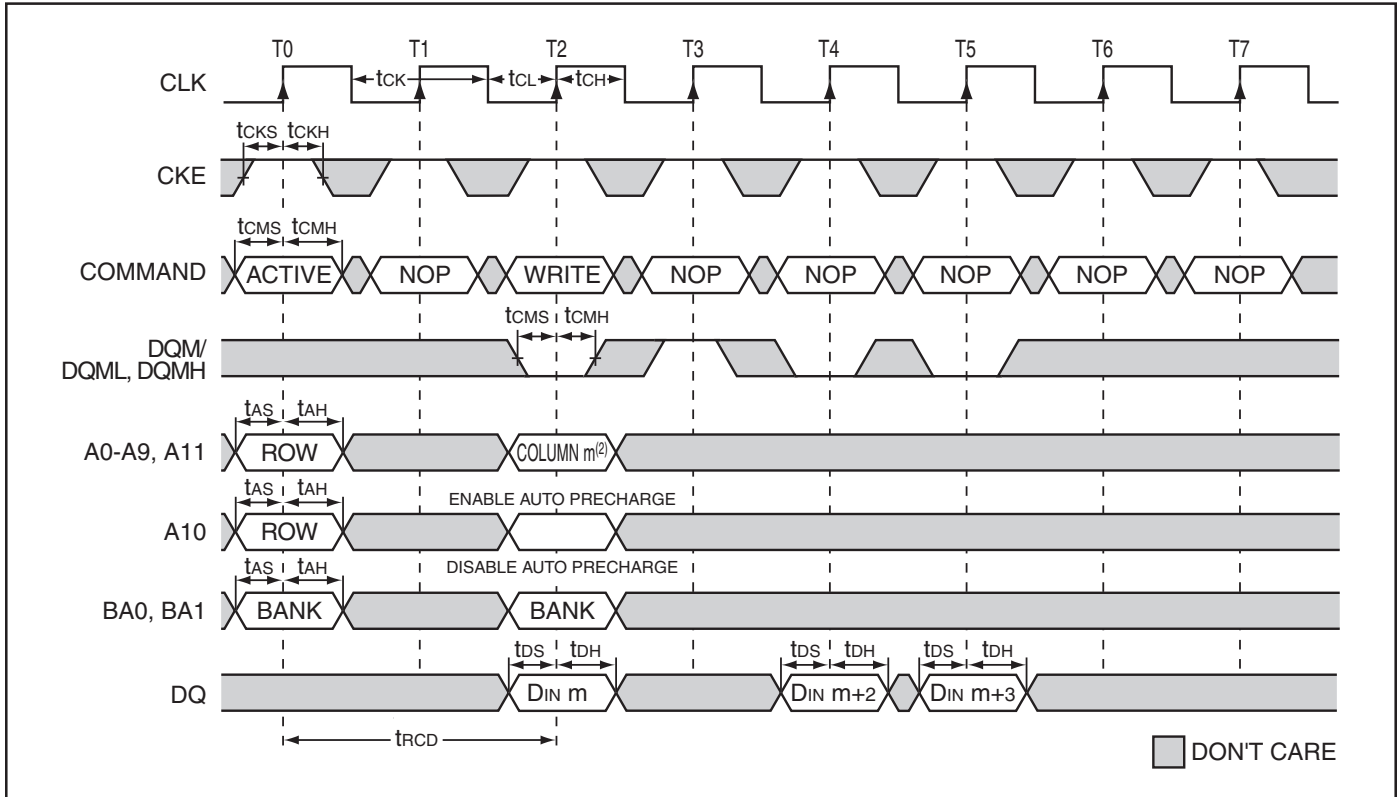 T0 T1 T2 T3 T4 T5 T6 T7
CLK
tCK tCL tCH
tCKS tCKH
CKE
tCMS tCMH
COMMAND ACTIVE NOP WRITE NOP NOP NOP NOP NOP
tCMS tCMH
DQM/
DQML, DQMH
tAS tAH
A0-A9, A11 ROW COLUMN m(2)
tAS tAH ENABLE AUTO PRECHARGE
A10 ROW
tAS tAH DISABLE AUTO PRECHARGE
BA0, BA1 BANK BANK
tDS tDH tDS tDH tDS tDH
DQ DIN m DIN m+2 DIN m+3
tRCD
DON'T CARE